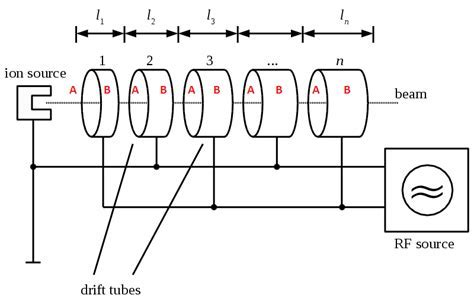 l1 l2 l3 ln
1 2 3 ... n
ion source
A B A B A B A B A B
beam
RF source
drift tubes